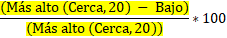 (Más alto (Cerca, 20) − Bajo)
(Más alto (Cerca, 20))
* 100